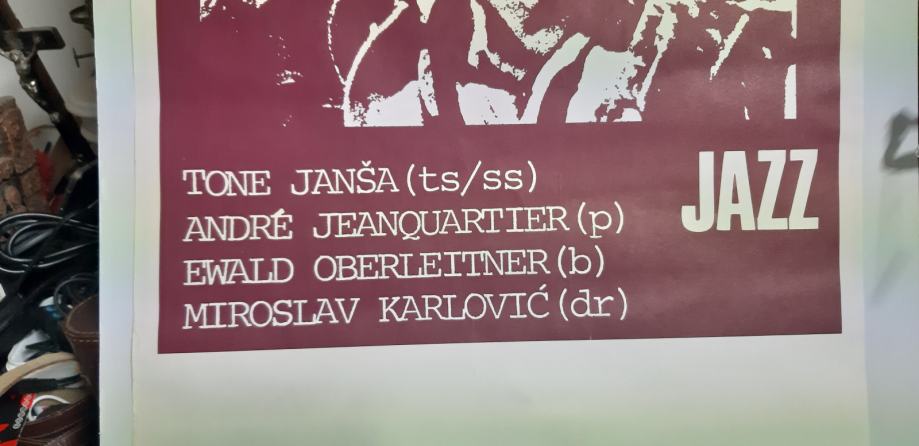 TONE JANŠA (ts/ss)
ANDRÉ JEANQUARTIER (p)
EWALD OBERLEITNER (b)
MIROSLAV KARLOVIĆ (dr)
JAZZ